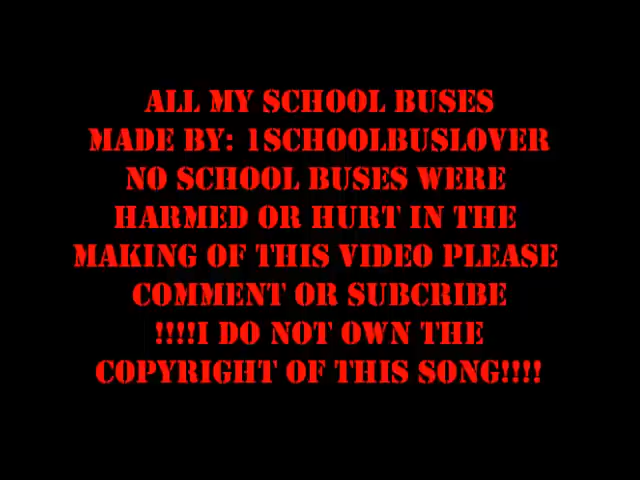 ALL MY SCHOOL BUSES
MADE BY: 1SCHOOLBUSLOVER
NO SCHOOL BUSES WERE
HARMED OR HURT IN THE
MAKING OF THIS VIDEO PLEASE
COMMENT OR SUBCRIBE
!!!!I DO NOT OWN THE
COPYRIGHT OF THIS SONG!!!!